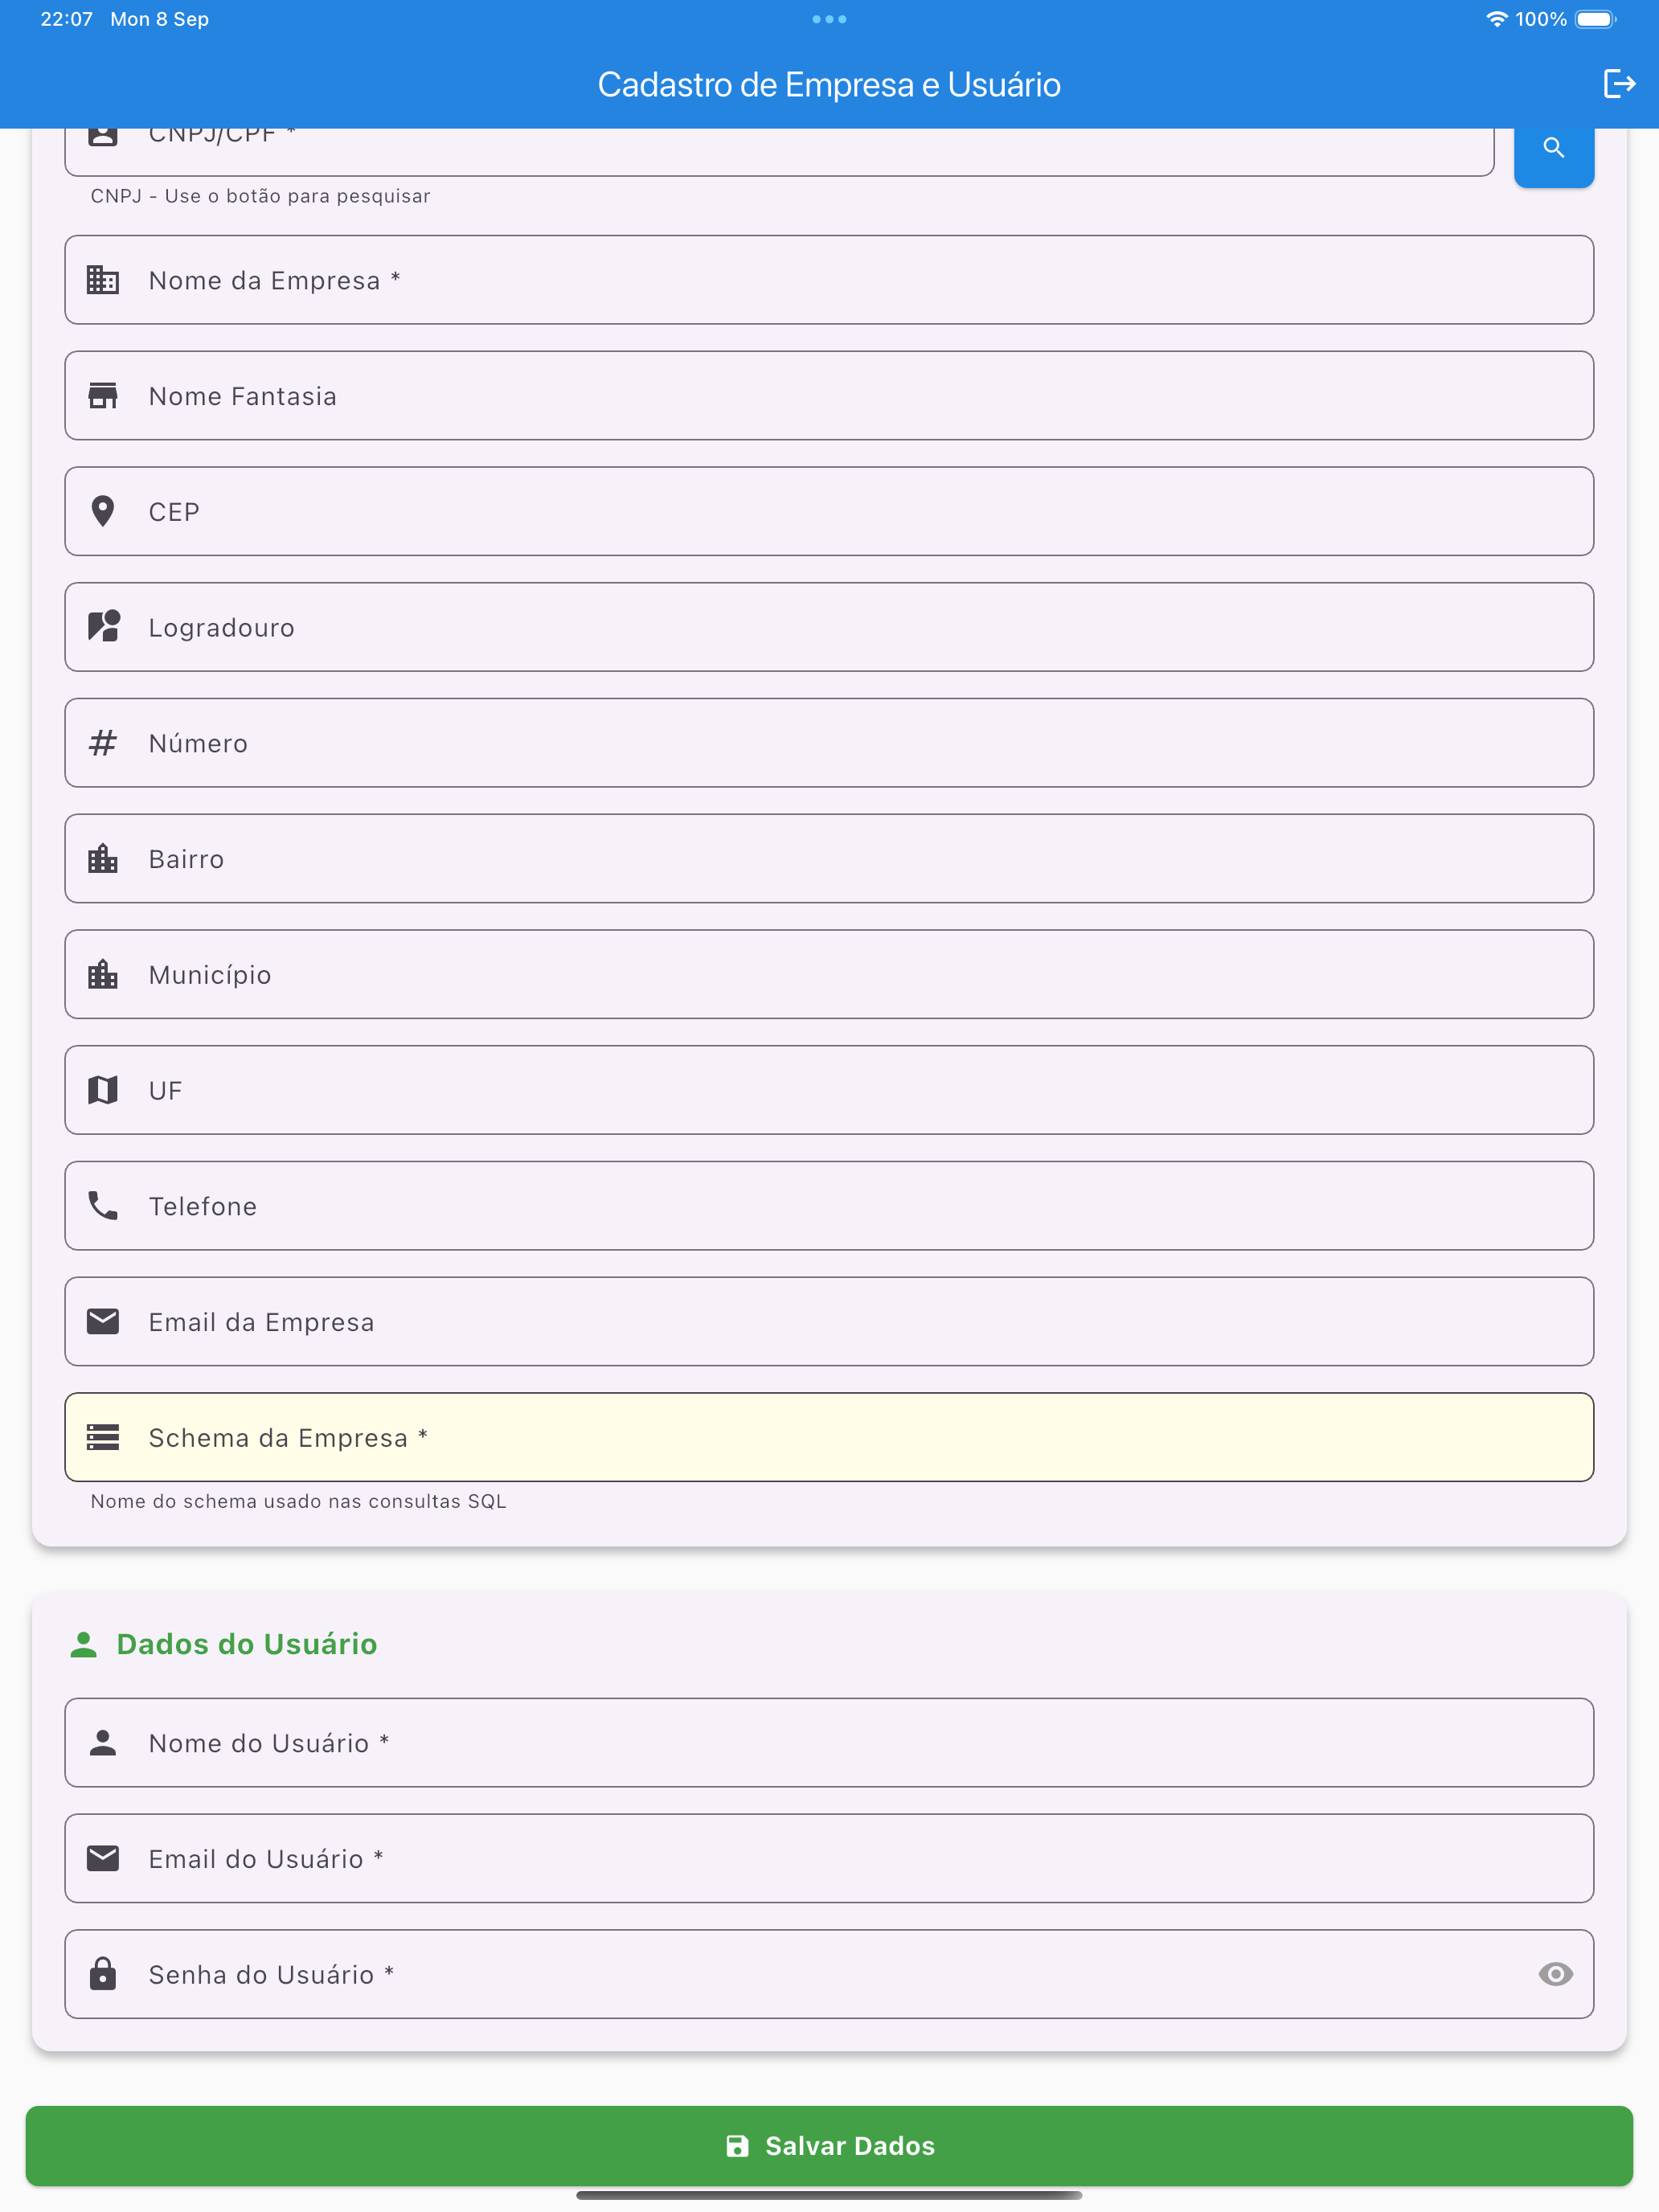 22:07 Mon 8 Sep
100%
Cadastro de Empresa e Usuário
CNPJ/CPF *
CNPJ - Use o botão para pesquisar
Nome da Empresa *
Nome Fantasia
CEP
Logradouro
# Número
Bairro
Município
UF
Telefone
Email da Empresa
Schema da Empresa *
Nome do schema usado nas consultas SQL
Dados do Usuário
Nome do Usuário *
Email do Usuário *
Senha do Usuário *
Salvar Dados